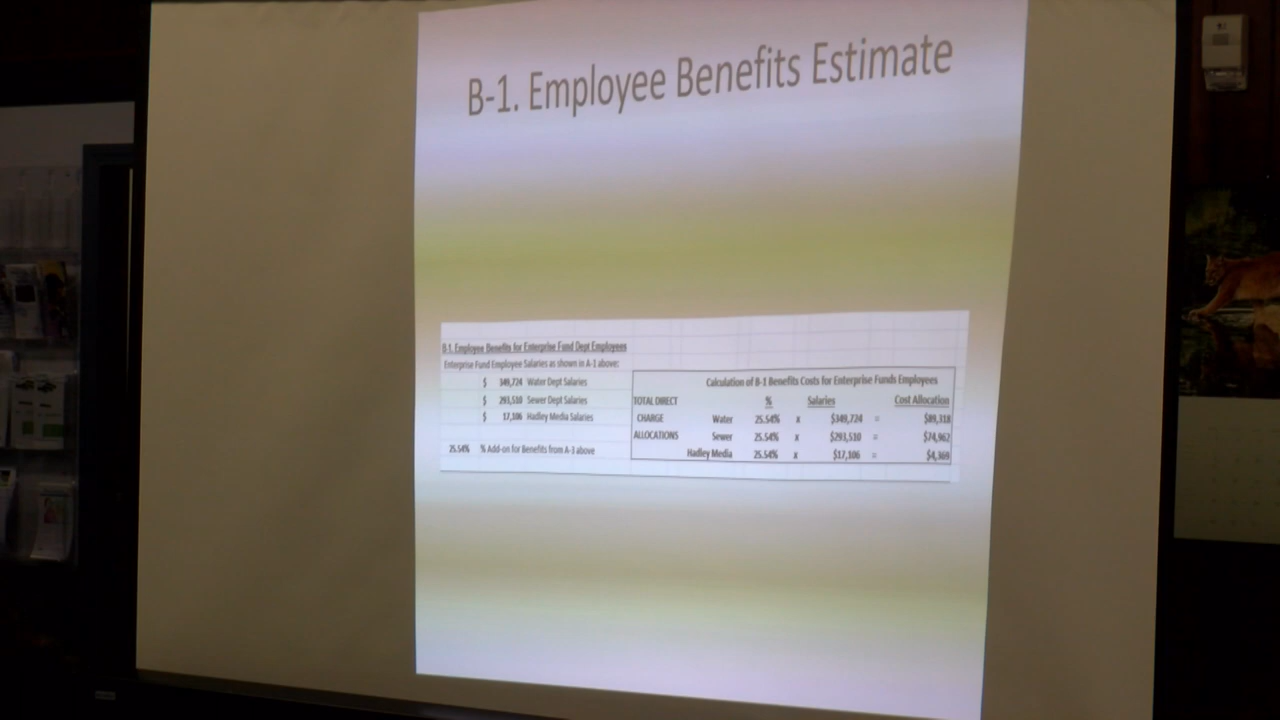 B-1. Employee Benefits Estimate
B-1. Employee Benefits for Enterprise Fund Dept Employees
Enterprise Fund Employee Salaries as shown in A-1 above:
$ 349,724 Water Dept Salaries
$ 293,510 Sewer Dept Salaries
$ 17,106 Hadley Media Salaries
25.54% % Add-on for Benefits from A-3 above
Calculation of B-1 Benefits Costs for Enterprise Funds Employees
TOTAL DIRECT % Salaries Cost Allocation
CHARGE Water 25.54% x $349,724 = $89,318
ALLOCATIONS Sewer 25.54% x $293,510 = $74,962
Hadley Media 25.54% x $17,106 = $4,369